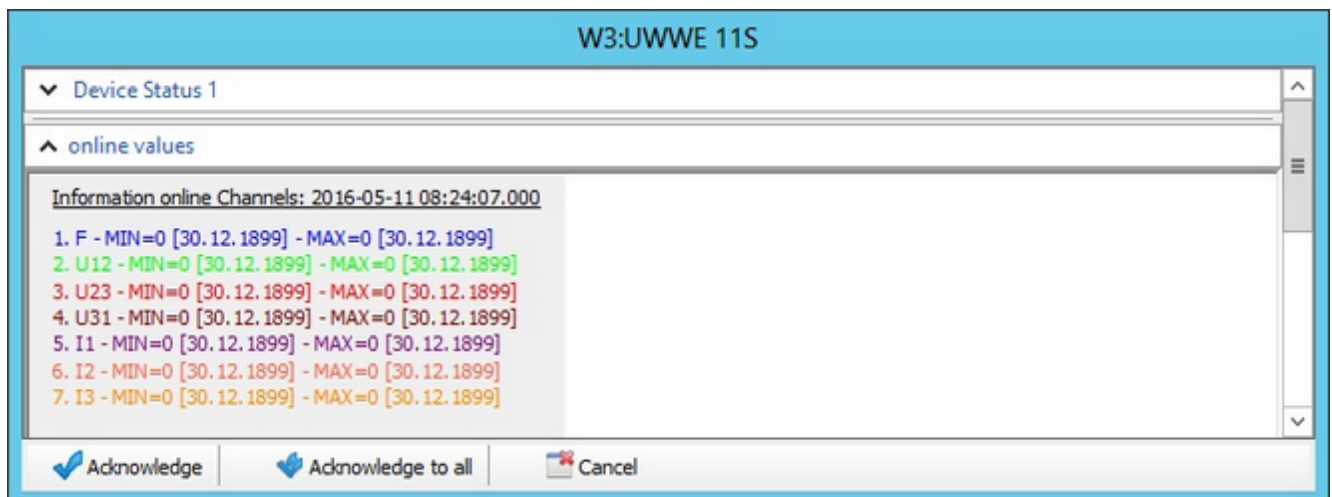 W3:UWWE 11S
Device Status 1
online values
Information online Channels: 2016-05-11 08:24:07.000
1. F - MIN=0 [30.12.1899] - MAX=0 [30.12.1899]
2. U12 - MIN=0 [30.12.1899] - MAX=0 [30.12.1899]
3. U23 - MIN=0 [30.12.1899] - MAX=0 [30.12.1899]
4. U31 - MIN=0 [30.12.1899] - MAX=0 [30.12.1899]
5. I1 - MIN=0 [30.12.1899] - MAX=0 [30.12.1899]
6. I2 - MIN=0 [30.12.1899] - MAX=0 [30.12.1899]
7. I3 - MIN=0 [30.12.1899] - MAX=0 [30.12.1899]
Acknowledge Acknowledge to all Cancel